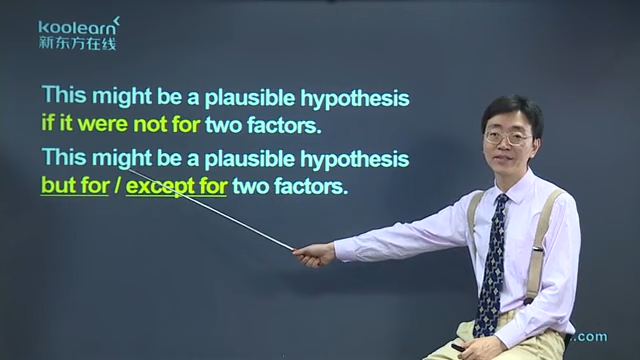 koolearn
新东方在线
This might be a plausible hypothesis
if it were not for two factors.
This might be a plausible hypothesis
but for / except for two factors.
.com